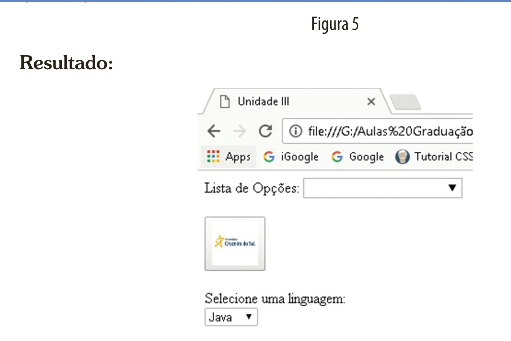 Figura 5
Resultado:
Unidade III
file:///G:/Aulas%20Graduação
Apps iGoogle Google Tutorial CSS
Lista de Opções:
Cruzeiro do Sul
Selecione uma linguagem:
Java